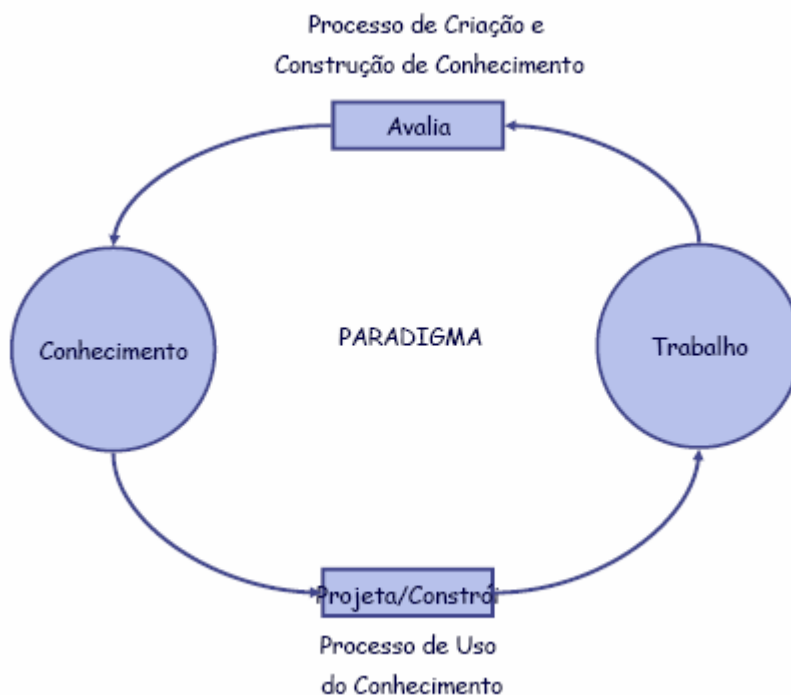 Processo de Criação e
Construção de Conhecimento
Avalia
Conhecimento
PARADIGMA
Trabalho
Projeta/Constrói
Processo de Uso
do Conhecimento